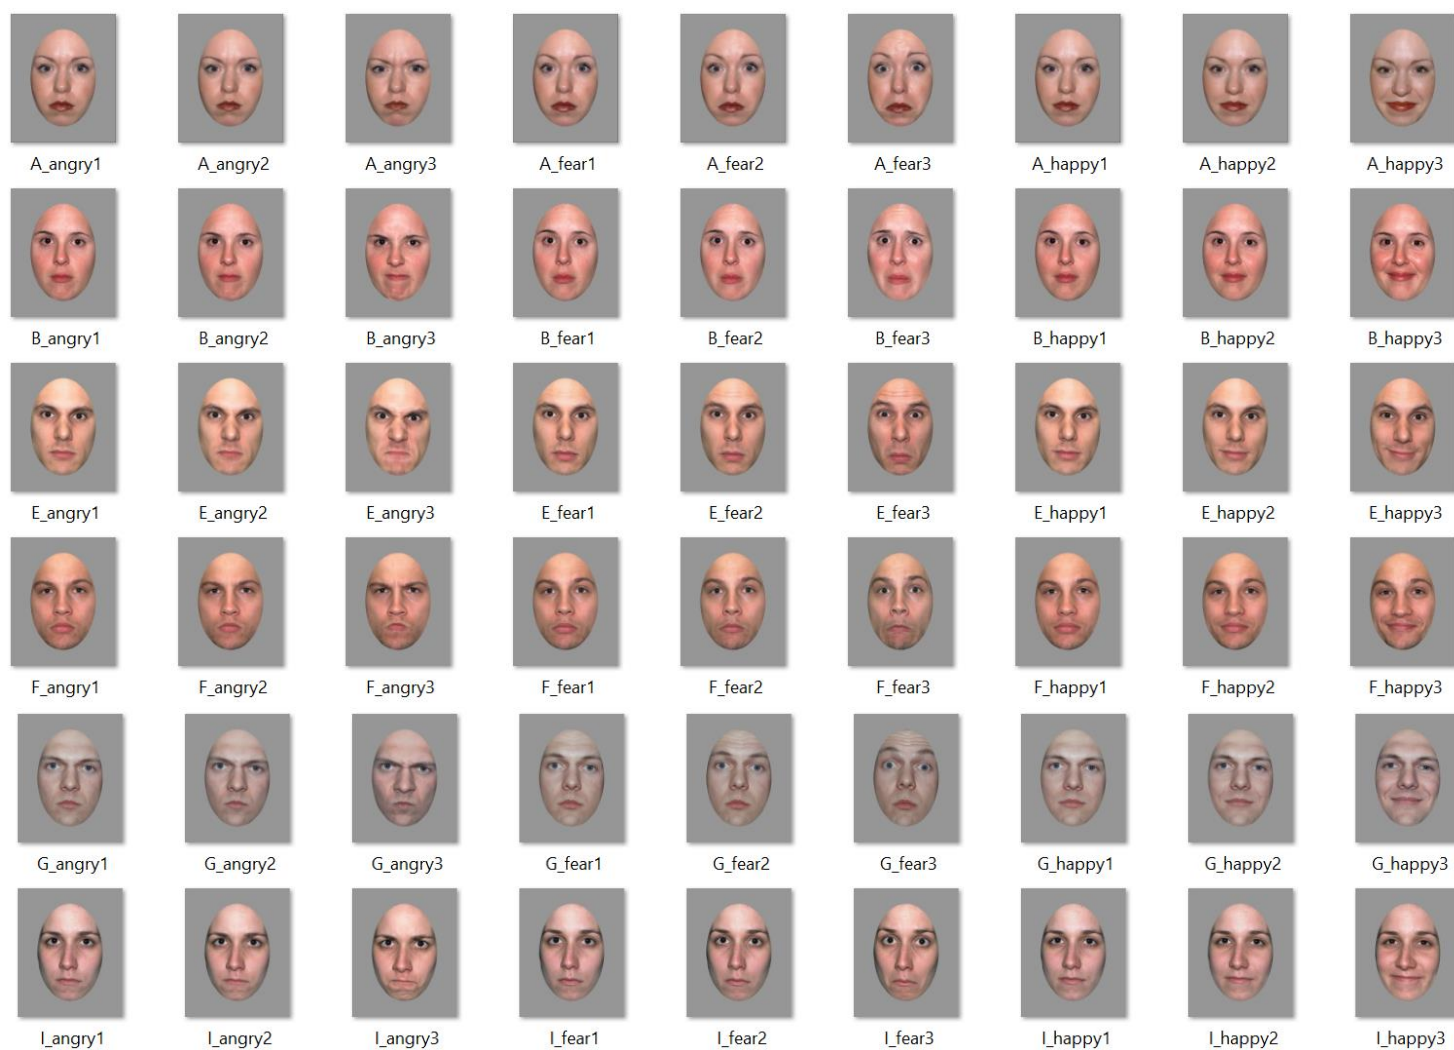 A_angry1 A_angry2 A_angry3 A_fear1 A_fear2 A_fear3 A_happy1 A_happy2 A_happy3
B_angry1 B_angry2 B_angry3 B_fear1 B_fear2 B_fear3 B_happy1 B_happy2 B_happy3
E_angry1 E_angry2 E_angry3 E_fear1 E_fear2 E_fear3 E_happy1 E_happy2 E_happy3
F_angry1 F_angry2 F_angry3 F_fear1 F_fear2 F_fear3 F_happy1 F_happy2 F_happy3
G_angry1 G_angry2 G_angry3 G_fear1 G_fear2 G_fear3 G_happy1 G_happy2 G_happy3
I_angry1 I_angry2 I_angry3 I_fear1 I_fear2 I_fear3 I_happy1 I_happy2 I_happy3